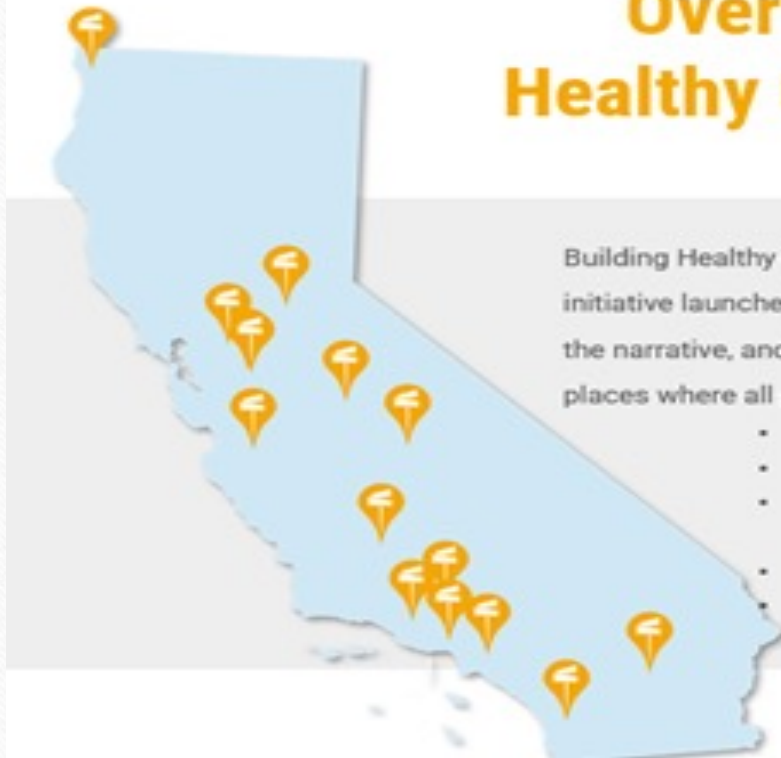 Over
Healthy
Building Healthy
initiative launche
the narrative, and
places where all